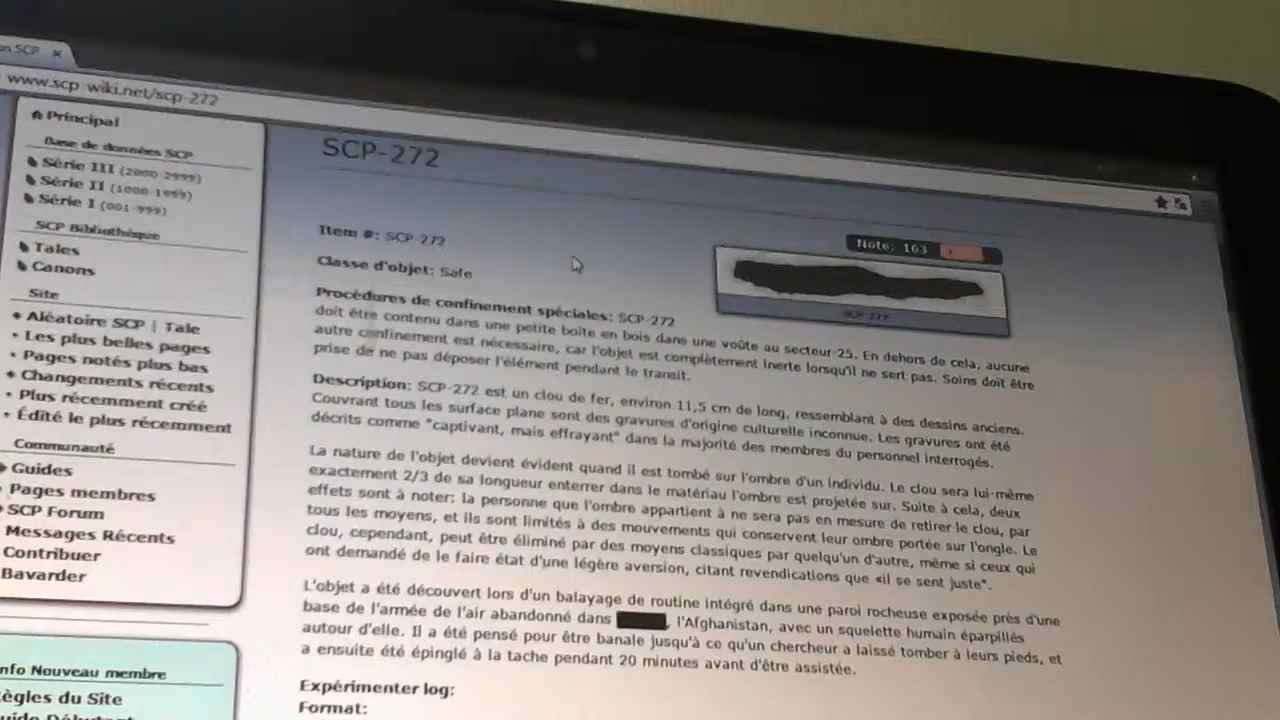 an SCP ×
www.scp-wiki.net/scp-272
Principal
Base de données SCP
Série III (2000-2999)
Série II (1000-1999)
Série I (001-999)
SCP Bibliothèque
Tales
Canons
Site
Aléatoire SCP | Tale
Les plus belles pages
Pages notés plus bas
Changements récents
Plus récemment créé
Édité le plus récemment
Communauté
Guides
Pages membres
SCP Forum
Messages Récents
Contribuer
Bavarder
nfo Nouveau membre
ègles du Site
SCP-272
Note: 163
SCP-272
Item #: SCP-272
Classe d'objet: Safe
Procédures de confinement spéciales: SCP-272
doit être contenu dans une petite boîte en bois dans une voûte au secteur-25. En dehors de cela, aucune
autre confinement est nécessaire, car l'objet est complètement inerte lorsqu'il ne sert pas. Soins doit être
prise de ne pas déposer l'élément pendant le transit.
Description: SCP-272 est un clou de fer, environ 11,5 cm de long, ressemblant à des dessins anciens.
Couvrant tous les surface plane sont des gravures d'origine culturelle inconnue. Les gravures ont été
décrits comme "captivant, mais effrayant" dans la majorité des membres du personnel interrogés.
La nature de l'objet devient évident quand il est tombé sur l'ombre d'un individu. Le clou sera lui-même
exactement 2/3 de sa longueur enterrer dans le matériau l'ombre est projetée sur. Suite à cela, deux
effets sont à noter: la personne que l'ombre appartient à ne sera pas en mesure de retirer le clou, par
tous les moyens, et ils sont limités à des mouvements qui conservent leur ombre portée sur l'ongle. Le
clou, cependant, peut être éliminé par des moyens classiques par quelqu'un d'autre, même si ceux qui
ont demandé de le faire état d'une légère aversion, citant revendications que «il se sent juste".
L'objet a été découvert lors d'un balayage de routine intégré dans une paroi rocheuse exposée près d'une
base de l'armée de l'air abandonné dans , l'Afghanistan, avec un squelette humain éparpillés
autour d'elle. Il a été pensé pour être banale jusqu'à ce qu'un chercheur a laissé tomber à leurs pieds, et
a ensuite été épinglé à la tache pendant 20 minutes avant d'être assistée.
Expérimenter log:
Format: